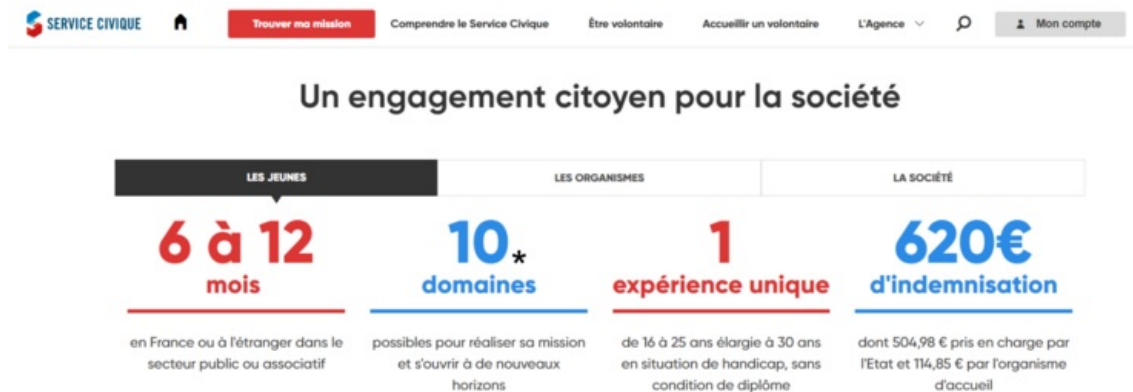 SERVICE CIVIQUE
Trouver ma mission
Comprendre le Service Civique
Être volontaire
Accueillir un volontaire
L'Agence
Mon compte
Un engagement citoyen pour la société
LES JEUNES
LES ORGANISMES
LA SOCIÉTÉ
6 à 12
mois
en France ou à l'étranger dans le
secteur public ou associatif
10*
domaines
possibles pour réaliser sa mission
et s'ouvrir à de nouveaux
horizons
1
expérience unique
de 16 à 25 ans élargie à 30 ans
en situation de handicap, sans
condition de diplôme
620€
d'indemnisation
dont 504,98 € pris en charge par
l'Etat et 114,85 € par l'organisme
d'accueil